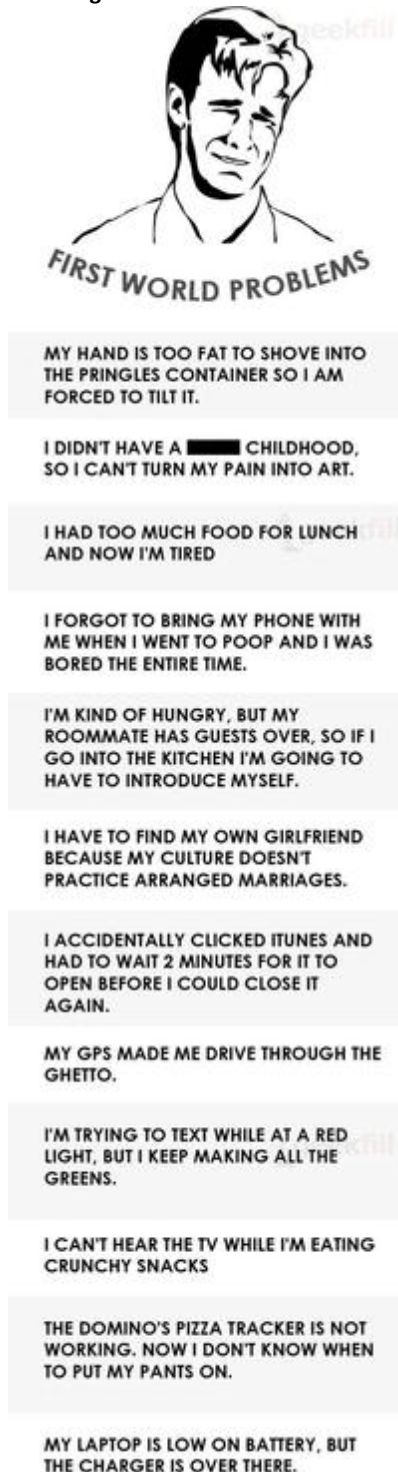 geekfill
FIRST WORLD PROBLEMS
MY HAND IS TOO FAT TO SHOVE INTO
THE PRINGLES CONTAINER SO I AM
FORCED TO TILT IT.
I DIDN'T HAVE A CHILDHOOD,
SO I CAN'T TURN MY PAIN INTO ART.
I HAD TOO MUCH FOOD FOR LUNCH
AND NOW I'M TIRED
I FORGOT TO BRING MY PHONE WITH
ME WHEN I WENT TO POOP AND I WAS
BORED THE ENTIRE TIME.
I'M KIND OF HUNGRY, BUT MY
ROOMMATE HAS GUESTS OVER, SO IF I
GO INTO THE KITCHEN I'M GOING TO
HAVE TO INTRODUCE MYSELF.
I HAVE TO FIND MY OWN GIRLFRIEND
BECAUSE MY CULTURE DOESN'T
PRACTICE ARRANGED MARRIAGES.
I ACCIDENTALLY CLICKED ITUNES AND
HAD TO WAIT 2 MINUTES FOR IT TO
OPEN BEFORE I COULD CLOSE IT
AGAIN.
MY GPS MADE ME DRIVE THROUGH THE
GHETTO.
I'M TRYING TO TEXT WHILE AT A RED
LIGHT, BUT I KEEP MAKING ALL THE
GREENS.
I CAN'T HEAR THE TV WHILE I'M EATING
CRUNCHY SNACKS
THE DOMINO'S PIZZA TRACKER IS NOT
WORKING. NOW I DON'T KNOW WHEN
TO PUT MY PANTS ON.
MY LAPTOP IS LOW ON BATTERY, BUT
THE CHARGER IS OVER THERE.